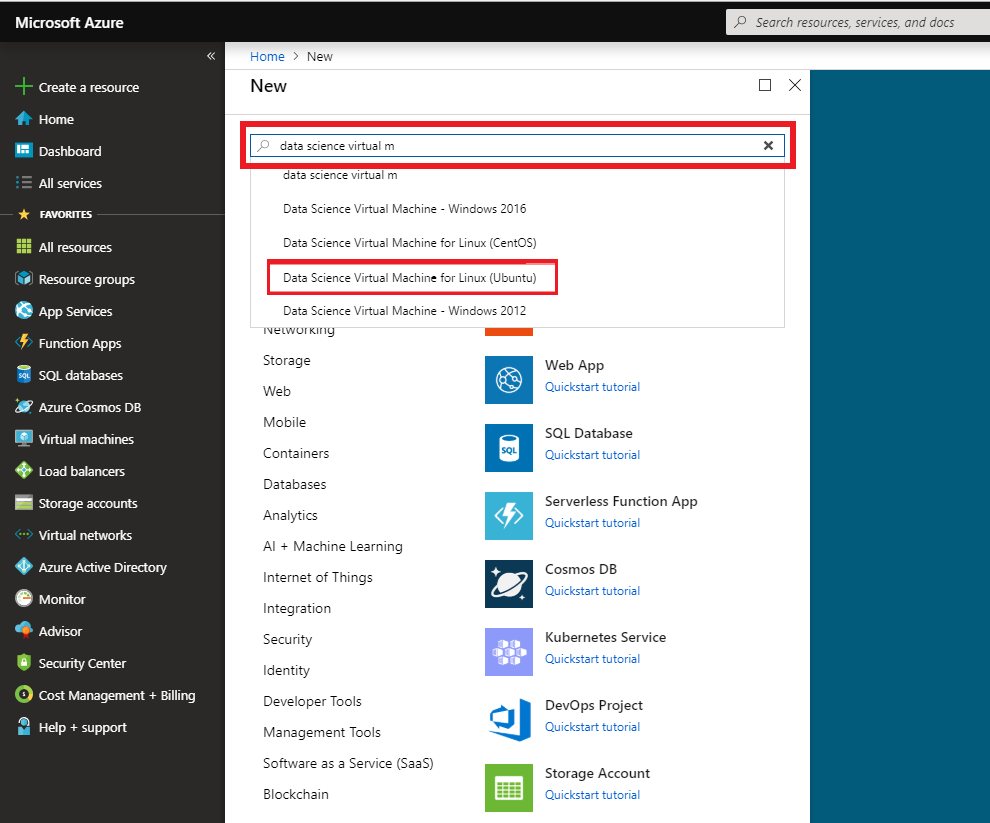 Microsoft Azure
Search resources, services, and docs
«
Create a resource
Home
Dashboard
All services
FAVORITES
All resources
Resource groups
App Services
Function Apps
SQL databases
Azure Cosmos DB
Virtual machines
Load balancers
Storage accounts
Virtual networks
Azure Active Directory
Monitor
Advisor
Security Center
Cost Management + Billing
Help + support
Home > New
New
data science virtual m
data science virtual m
Data Science Virtual Machine - Windows 2016
Data Science Virtual Machine for Linux (CentOS)
Data Science Virtual Machine for Linux (Ubuntu)
Data Science Virtual Machine - Windows 2012
Networking
Storage
Web
Mobile
Containers
Databases
Analytics
AI + Machine Learning
Internet of Things
Integration
Security
Identity
Developer Tools
Management Tools
Software as a Service (SaaS)
Blockchain
Web App
Quickstart tutorial
SQL
SQL Database
Quickstart tutorial
Serverless Function App
Quickstart tutorial
Cosmos DB
Quickstart tutorial
Kubernetes Service
Quickstart tutorial
DevOps Project
Quickstart tutorial
Storage Account
Quickstart tutorial